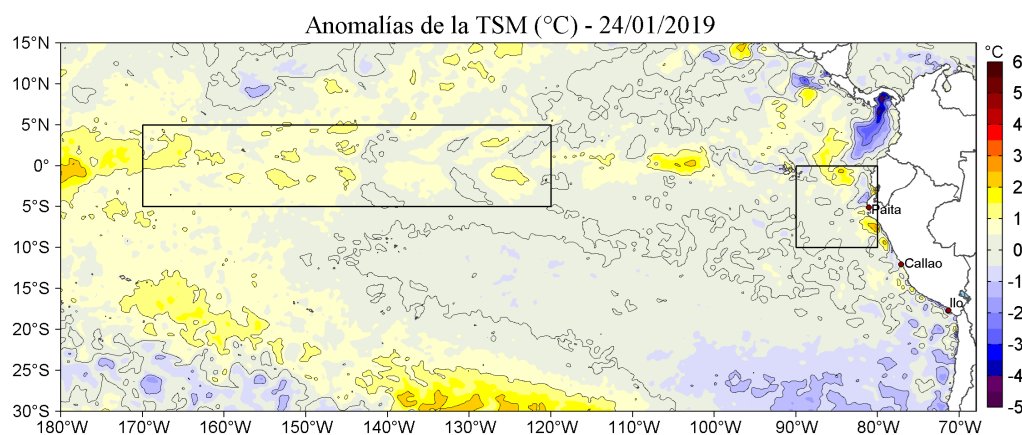 Anomalías de la TSM (°C) - 24/01/2019
15°N
10°N
5°N
0°
5°S
10°S
15°S
20°S
25°S
30°S
180°W
170°W
160°W
150°W
140°W
130°W
120°W
110°W
100°W
90°W
80°W
70°W
Paita
Callao
Ilo
°C
6
5
4
3
2
1
0
-1
-2
-3
-4
-5